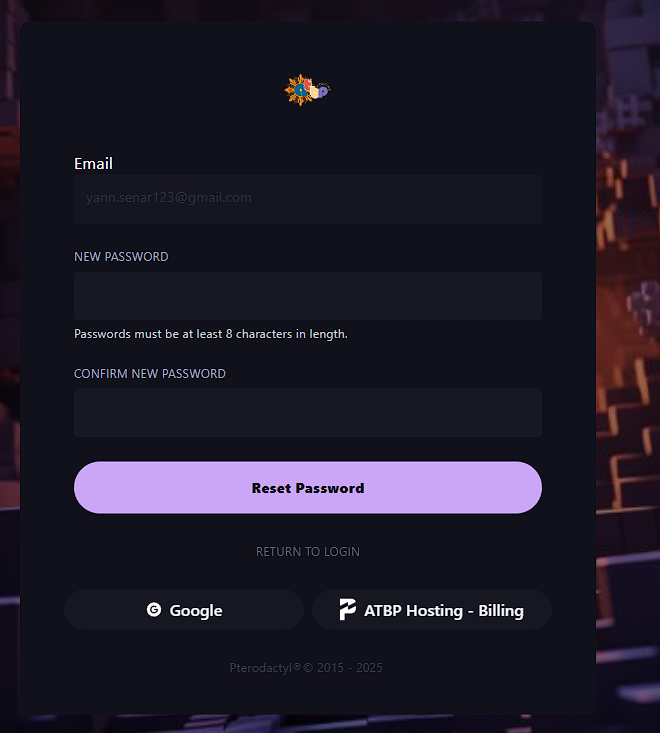 Email
yann.senar123@gmail.com
NEW PASSWORD
Passwords must be at least 8 characters in length.
CONFIRM NEW PASSWORD
Reset Password
RETURN TO LOGIN
Google
ATBP Hosting - Billing
Pterodactyl® © 2015 - 2025